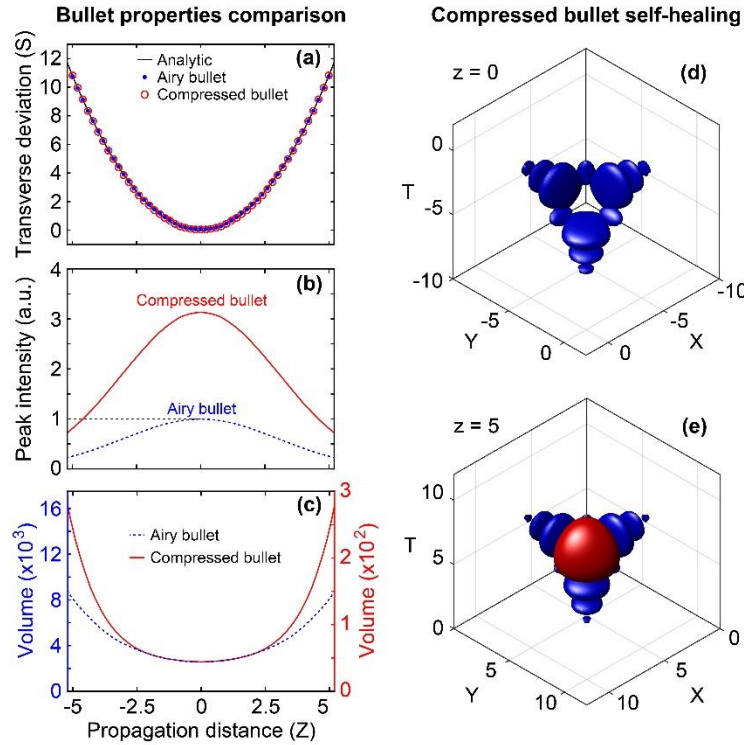 Bullet properties comparison
(a)
Transverse deviation (S)
12
10
8
6
4
2
0
Analytic
Airy bullet
Compressed bullet
(b)
Peak intensity (a.u.)
4
3
2
1
0
Compressed bullet
Airy bullet
(c)
Volume (x10³)
16
12
8
4
0
Airy bullet
Compressed bullet
3
2
1
0
Volume (x10²)
-5 -2.5 0 2.5 5
Propagation distance (Z)
Compressed bullet self-healing
z = 0
(d)
T
0
-5
-10
-5
0
Y
-10
-5
0
X
z = 5
(e)
T
10
5
0
5
10
Y
0
5
10
X